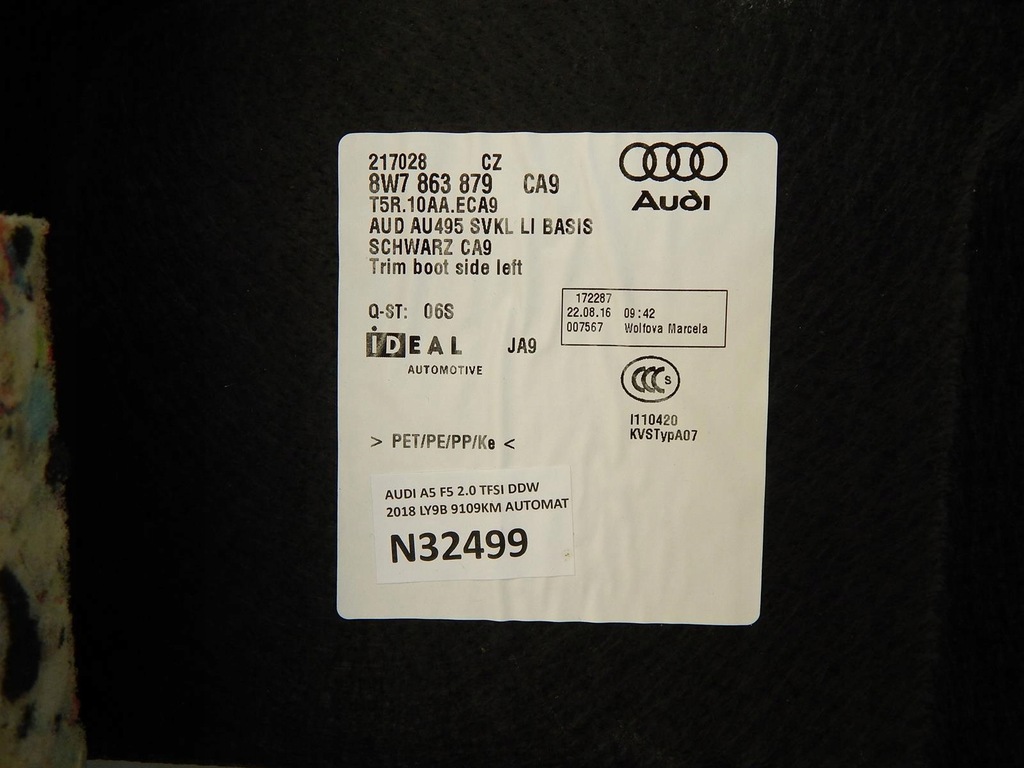 217028 CZ
8W7 863 879 CA9
T5R.10AA.ECA9
AUD AU495 SVKL LI BASIS
SCHWARZ CA9
Trim boot side left
Audi
Q-ST: 06S
172287
22.08.16 09:42
007567 Wolfova Marcela
iDEAL JA9
AUTOMOTIVE
CCC S
I110420
KVSTypA07
> PET/PE/PP/Ke <
AUDI A5 F5 2.0 TFSI DDW
2018 LY9B 9109KM AUTOMAT
N32499